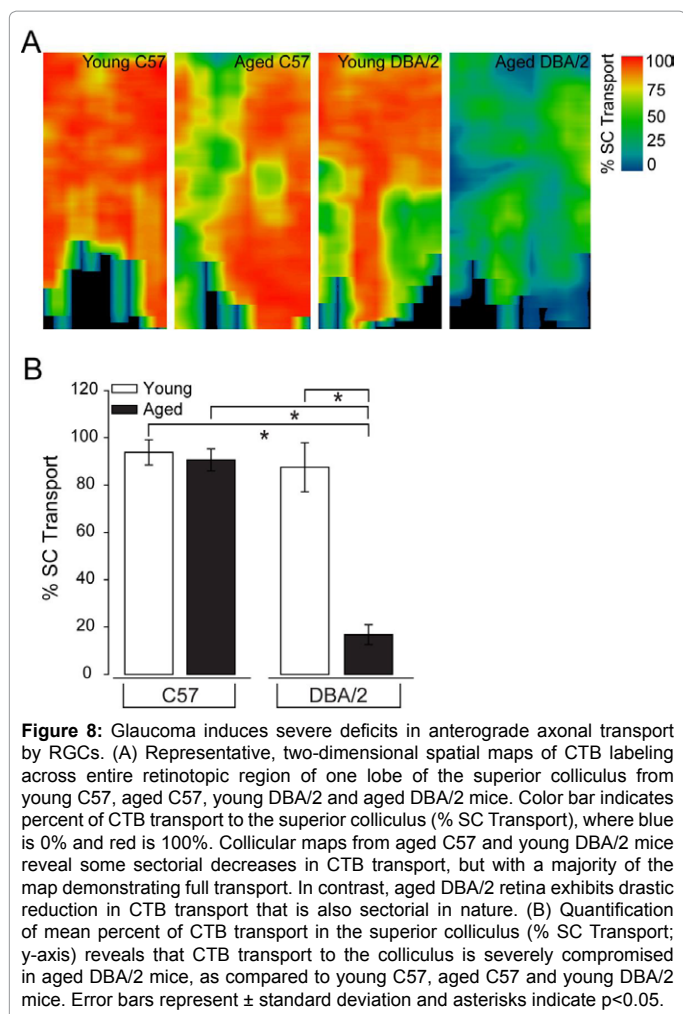 A
Young C57 Aged C57 Young DBA/2 Aged DBA/2
% SC Transport
100
75
50
25
0
B
Young
Aged
120
100
80
60
40
20
0
% SC Transport
*
*
*
C57 DBA/2
Figure 8: Glaucoma induces severe deficits in anterograde axonal transport
by RGCs. (A) Representative, two-dimensional spatial maps of CTB labeling
across entire retinotopic region of one lobe of the superior colliculus from
young C57, aged C57, young DBA/2 and aged DBA/2 mice. Color bar indicates
percent of CTB transport to the superior colliculus (% SC Transport), where blue
is 0% and red is 100%. Collicular maps from aged C57 and young DBA/2 mice
reveal some sectorial decreases in CTB transport, but with a majority of the
map demonstrating full transport. In contrast, aged DBA/2 retina exhibits drastic
reduction in CTB transport that is also sectorial in nature. (B) Quantification
of mean percent of CTB transport in the superior colliculus (% SC Transport;
y-axis) reveals that CTB transport to the colliculus is severely compromised
in aged DBA/2 mice, as compared to young C57, aged C57 and young DBA/2
mice. Error bars represent ± standard deviation and asterisks indicate p<0.05.